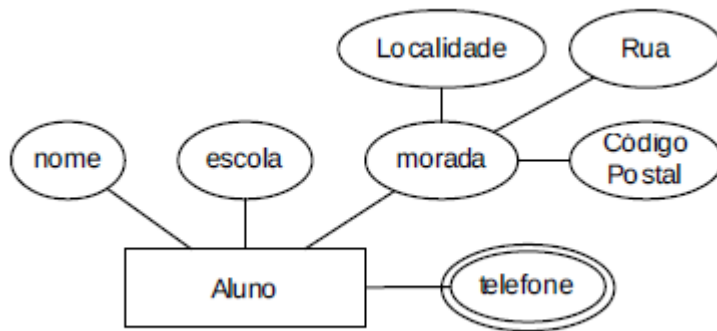 Localidade
Rua
nome
escola
morada
Código
Postal
Aluno
telefone